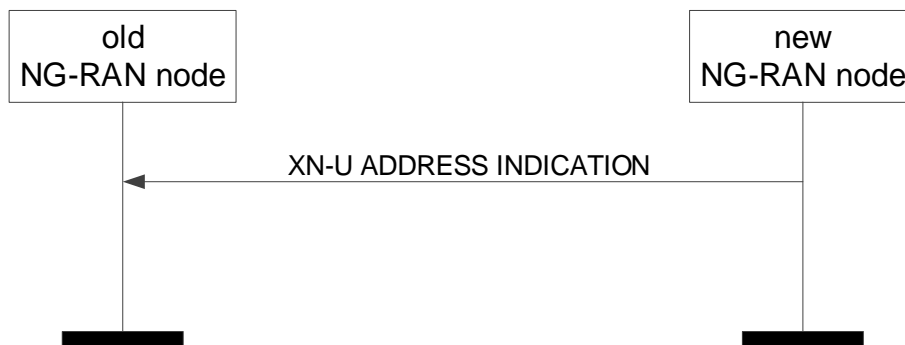 old
NG-RAN node
new
NG-RAN node
XN-U ADDRESS INDICATION